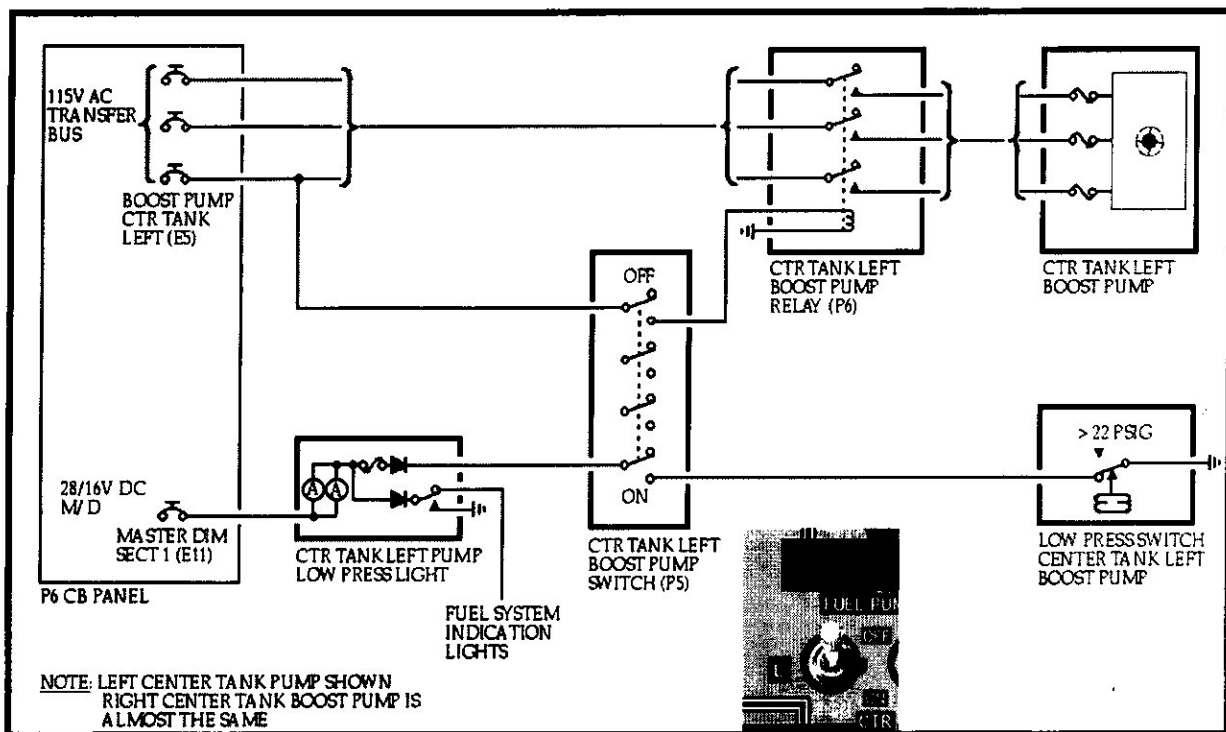 115V AC
TRANSFER
BUS
BOOST PUMP
CTR TANK
LEFT (E5)
28/16V DC
M/D
MASTER DIM
SECT 1 (E11)
P6 CB PANEL
A A
CTR TANK LEFT PUMP
LOW PRESS LIGHT
FUEL SYSTEM
INDICATION
LIGHTS
OFF
ON
CTR TANK LEFT
BOOST PUMP
SWITCH (P5)
CTR TANK LEFT
BOOST PUMP
RELAY (P6)
CTR TANK LEFT
BOOST PUMP
> 22 PSIG
LOW PRESS SWITCH
CENTER TANK LEFT
BOOST PUMP
FUEL PUM
OFF
L
ON
CTR
NOTE: LEFT CENTER TANK PUMP SHOWN
RIGHT CENTER TANK BOOST PUMP IS
ALMOST THE SAME